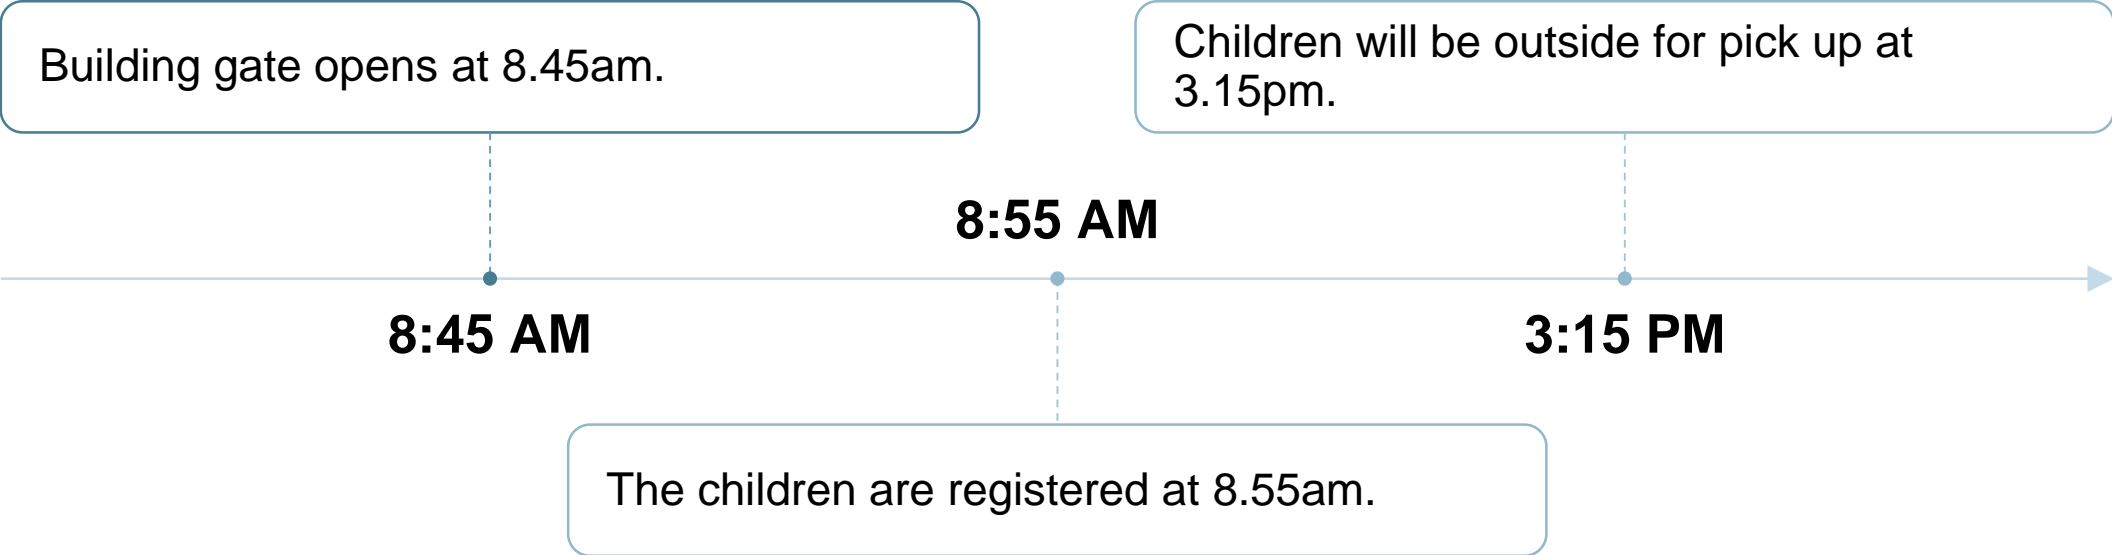 Building gate opens at 8.45am.
Children will be outside for pick up at
3.15pm.
8:55 AM
8:45 AM
3:15 PM
The children are registered at 8.55am.